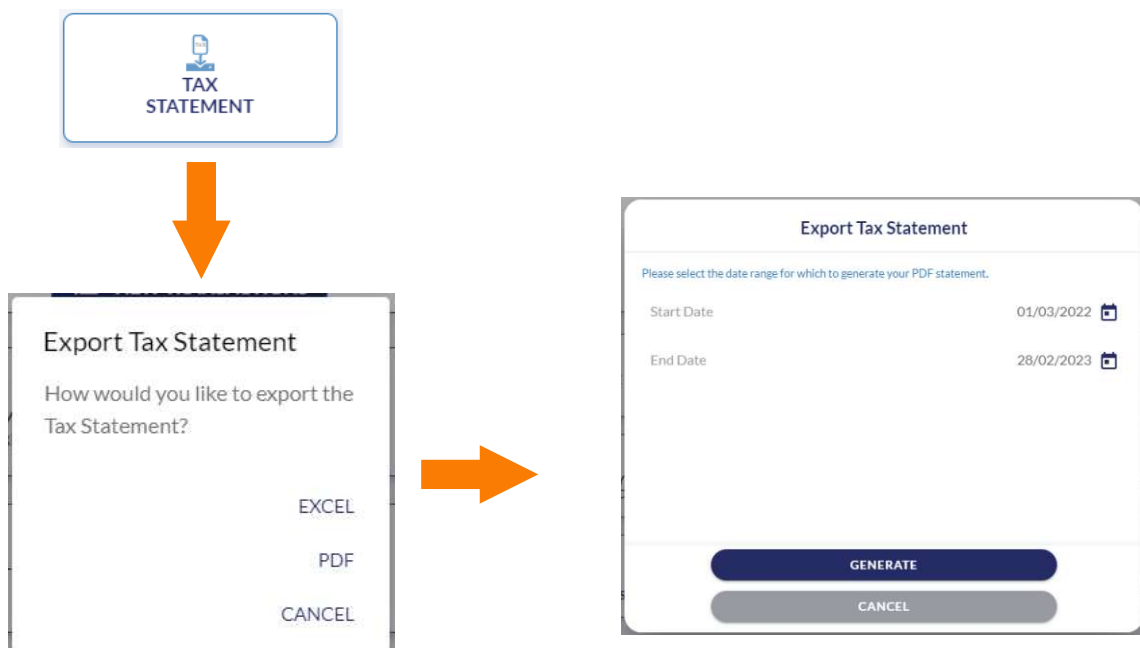 TAX
STATEMENT
Export Tax Statement
How would you like to export the
Tax Statement?
EXCEL
PDF
CANCEL
Export Tax Statement
Please select the date range for which to generate your PDF statement.
Start Date 01/03/2022
End Date 28/02/2023
GENERATE
CANCEL